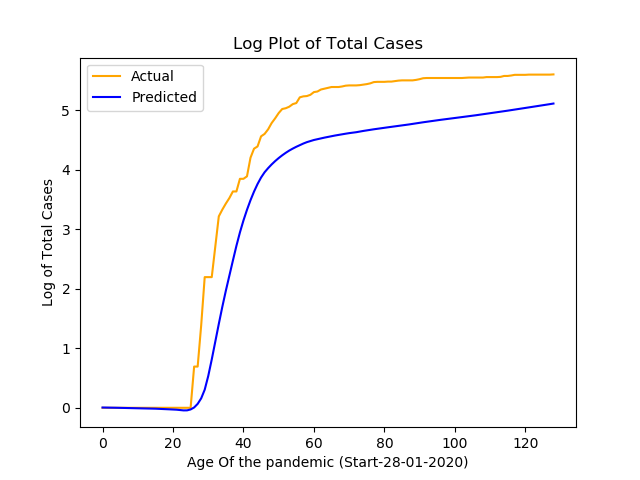 Log Plot of Total Cases
Actual
Predicted
Log of Total Cases
5
4
3
2
1
0
0 20 40 60 80 100 120
Age Of the pandemic (Start-28-01-2020)